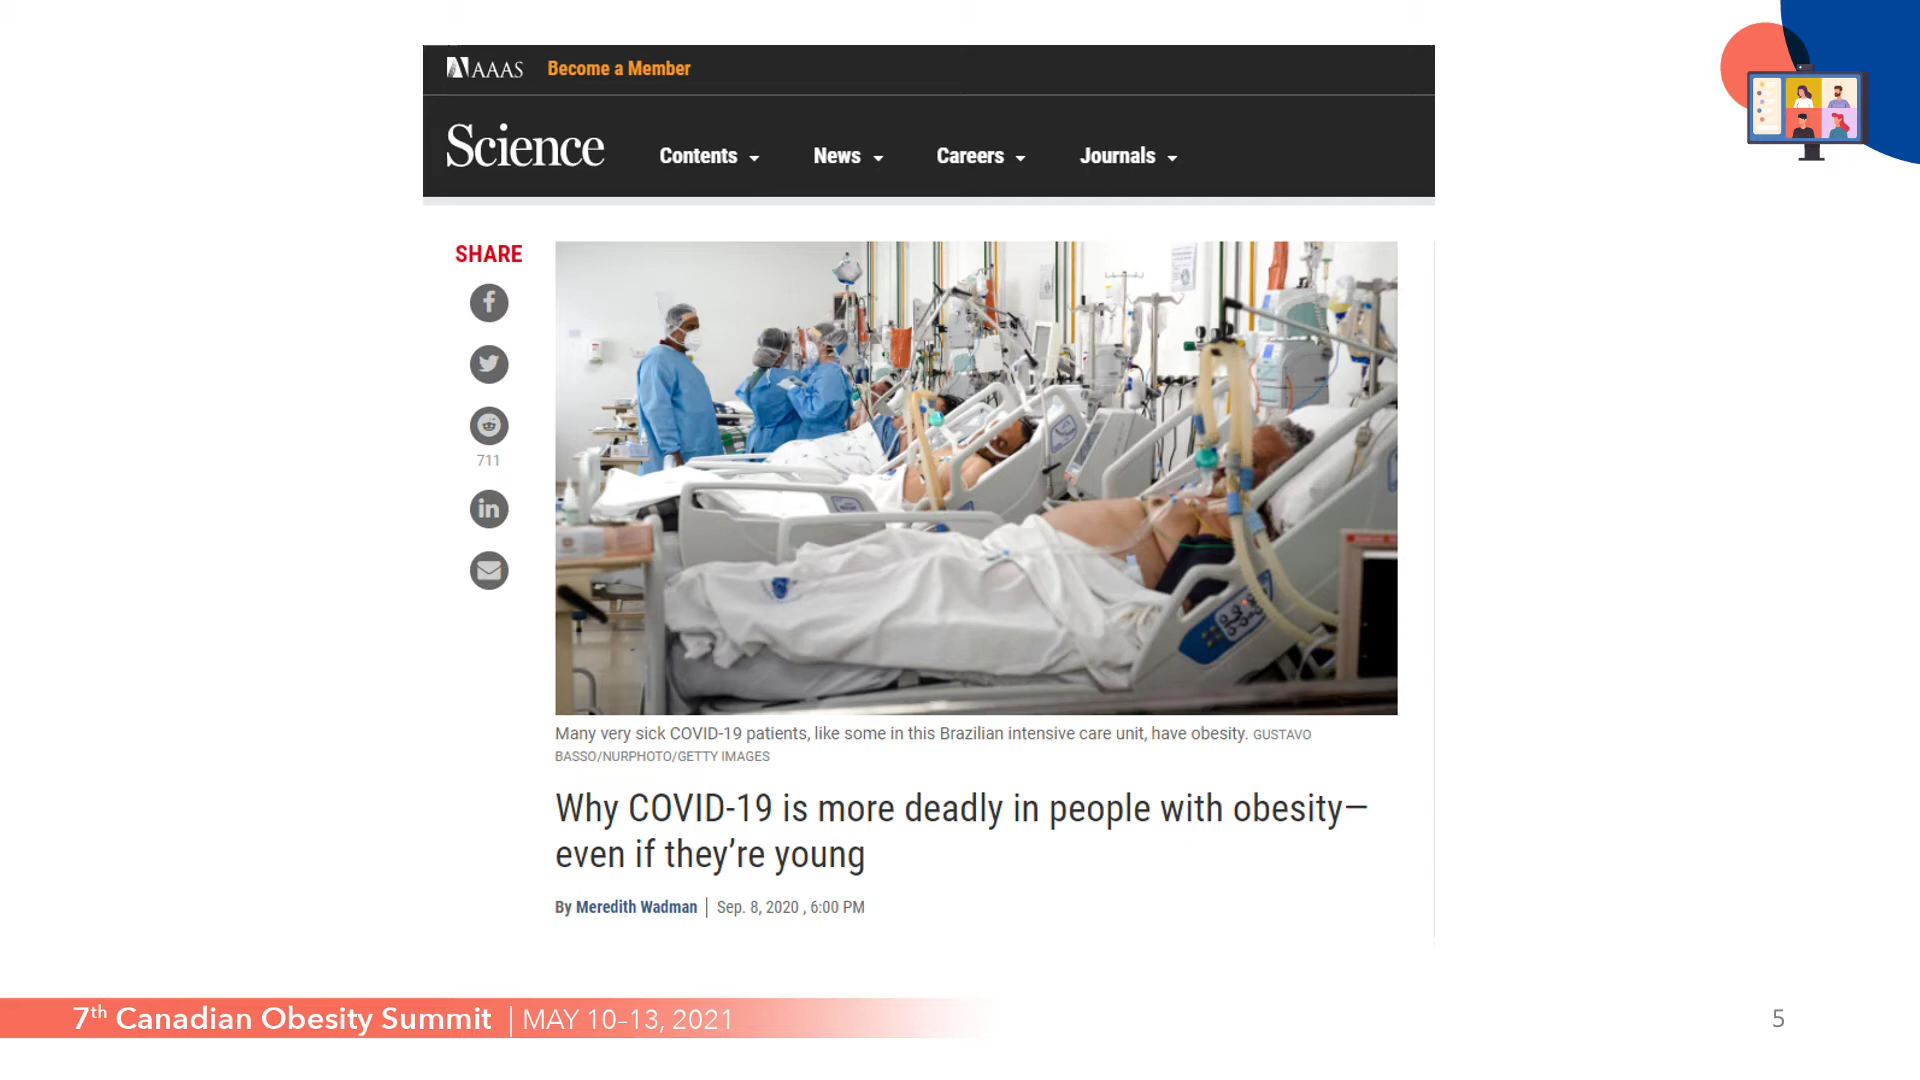 AAAS Become a Member
Science Contents News Careers Journals
SHARE
711
Many very sick COVID-19 patients, like some in this Brazilian intensive care unit, have obesity. GUSTAVO
BASSO/NURPHOTO/GETTY IMAGES
Why COVID-19 is more deadly in people with obesity—
even if they’re young
By Meredith Wadman | Sep. 8, 2020 , 6:00 PM
7th Canadian Obesity Summit | MAY 10–13, 2021
5